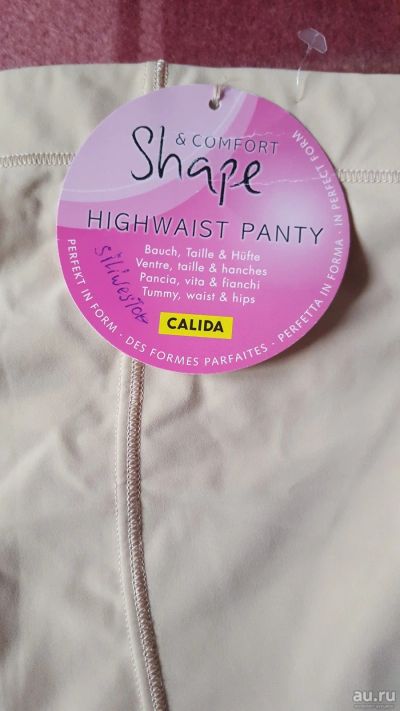 & COMFORT
Shape
HIGHWAIST PANTY
Bauch, Taille & Hüfte
Ventre, taille & hanches
Pancia, vita & fianchi
Tummy, waist & hips
CALIDA
PERFEKT IN FORM · DES FORMES PARFAITES · PERFETTA IN FORMA · IN PERFECT FORM
au.ru